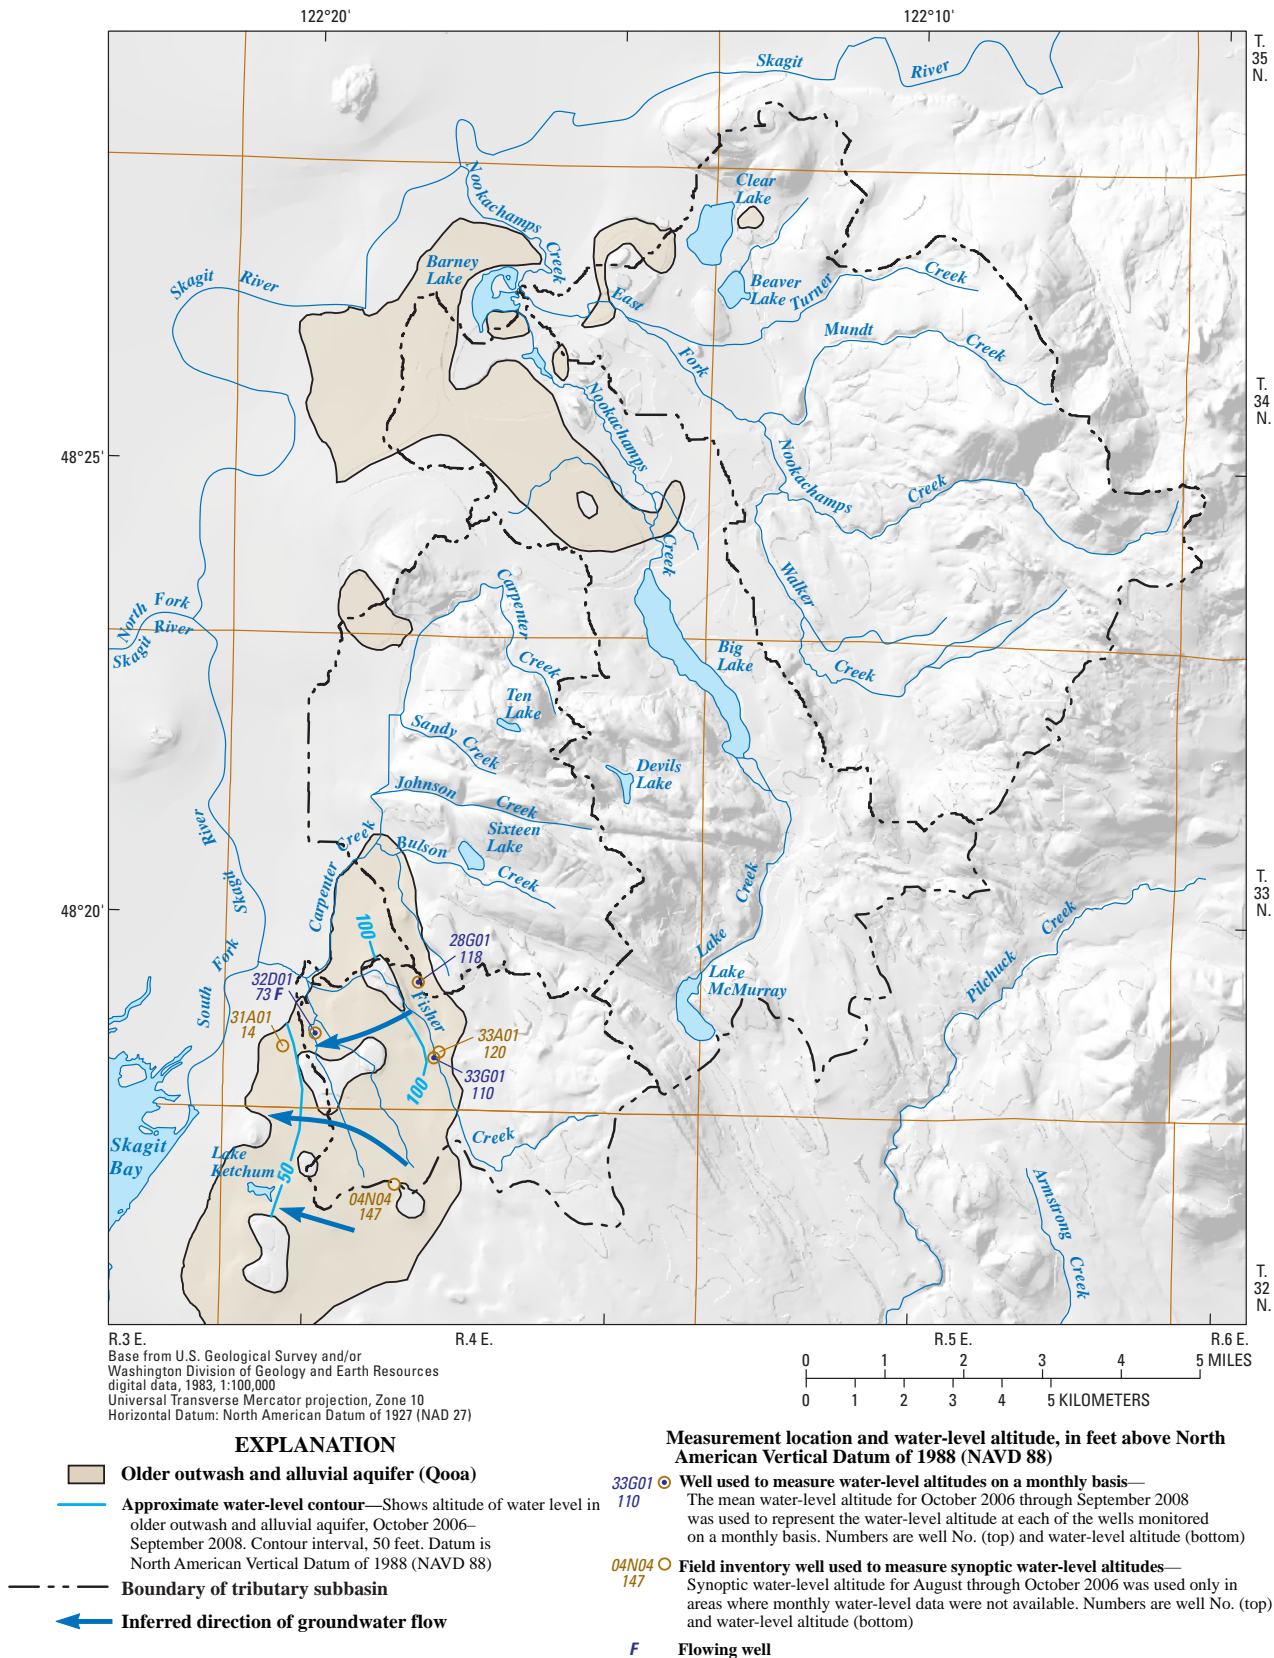 122°20'
122°10'
T.
35
N.
Skagit
River
Nookachamps
Creek
Clear
Lake
Barney
Lake
Beaver
Lake
Turner
Creek
Skagit
River
East
Fork
Mundt
Creek
T.
34
N.
Nookachamps
48°25'
Nookachamps
Creek
Creek
Walker
Creek
North Fork
Skagit
River
Carpenter
Creek
Big
Lake
Ten
Lake
Sandy Creek
Devils
Lake
Johnson
Creek
Sixteen
Lake
River
Skagit
Fork
South
Carpenter
Creek
Bulson
Creek
48°20'
T.
33
N.
Creek
Lake
Lake
McMurray
Pilchuck
Creek
100
28G01
118
32D01
73 F
31A01
14
Fisher
33A01
120
33G01
110
100
Creek
Skagit
Bay
Lake
Ketchum
50
04N04
147
Armstrong
Creek
T.
32
N.
R.3 E.
R.4 E.
R.5 E.
R.6 E.
Base from U.S. Geological Survey and/or
Washington Division of Geology and Earth Resources
digital data, 1983, 1:100,000
Universal Transverse Mercator projection, Zone 10
Horizontal Datum: North American Datum of 1927 (NAD 27)
0 1 2 3 4 5 MILES
0 1 2 3 4 5 KILOMETERS
EXPLANATION
Older outwash and alluvial aquifer (Qooa)
Approximate water-level contour—Shows altitude of water level in
older outwash and alluvial aquifer, October 2006–
September 2008. Contour interval, 50 feet. Datum is
North American Vertical Datum of 1988 (NAVD 88)
Boundary of tributary subbasin
Inferred direction of groundwater flow
Measurement location and water-level altitude, in feet above North
American Vertical Datum of 1988 (NAVD 88)
33G01
110
Well used to measure water-level altitudes on a monthly basis—
The mean water-level altitude for October 2006 through September 2008
was used to represent the water-level altitude at each of the wells monitored
on a monthly basis. Numbers are well No. (top) and water-level altitude (bottom)
04N04
147
Field inventory well used to measure synoptic water-level altitudes—
Synoptic water-level altitude for August through October 2006 was used only in
areas where monthly water-level data were not available. Numbers are well No. (top)
and water-level altitude (bottom)
F Flowing well